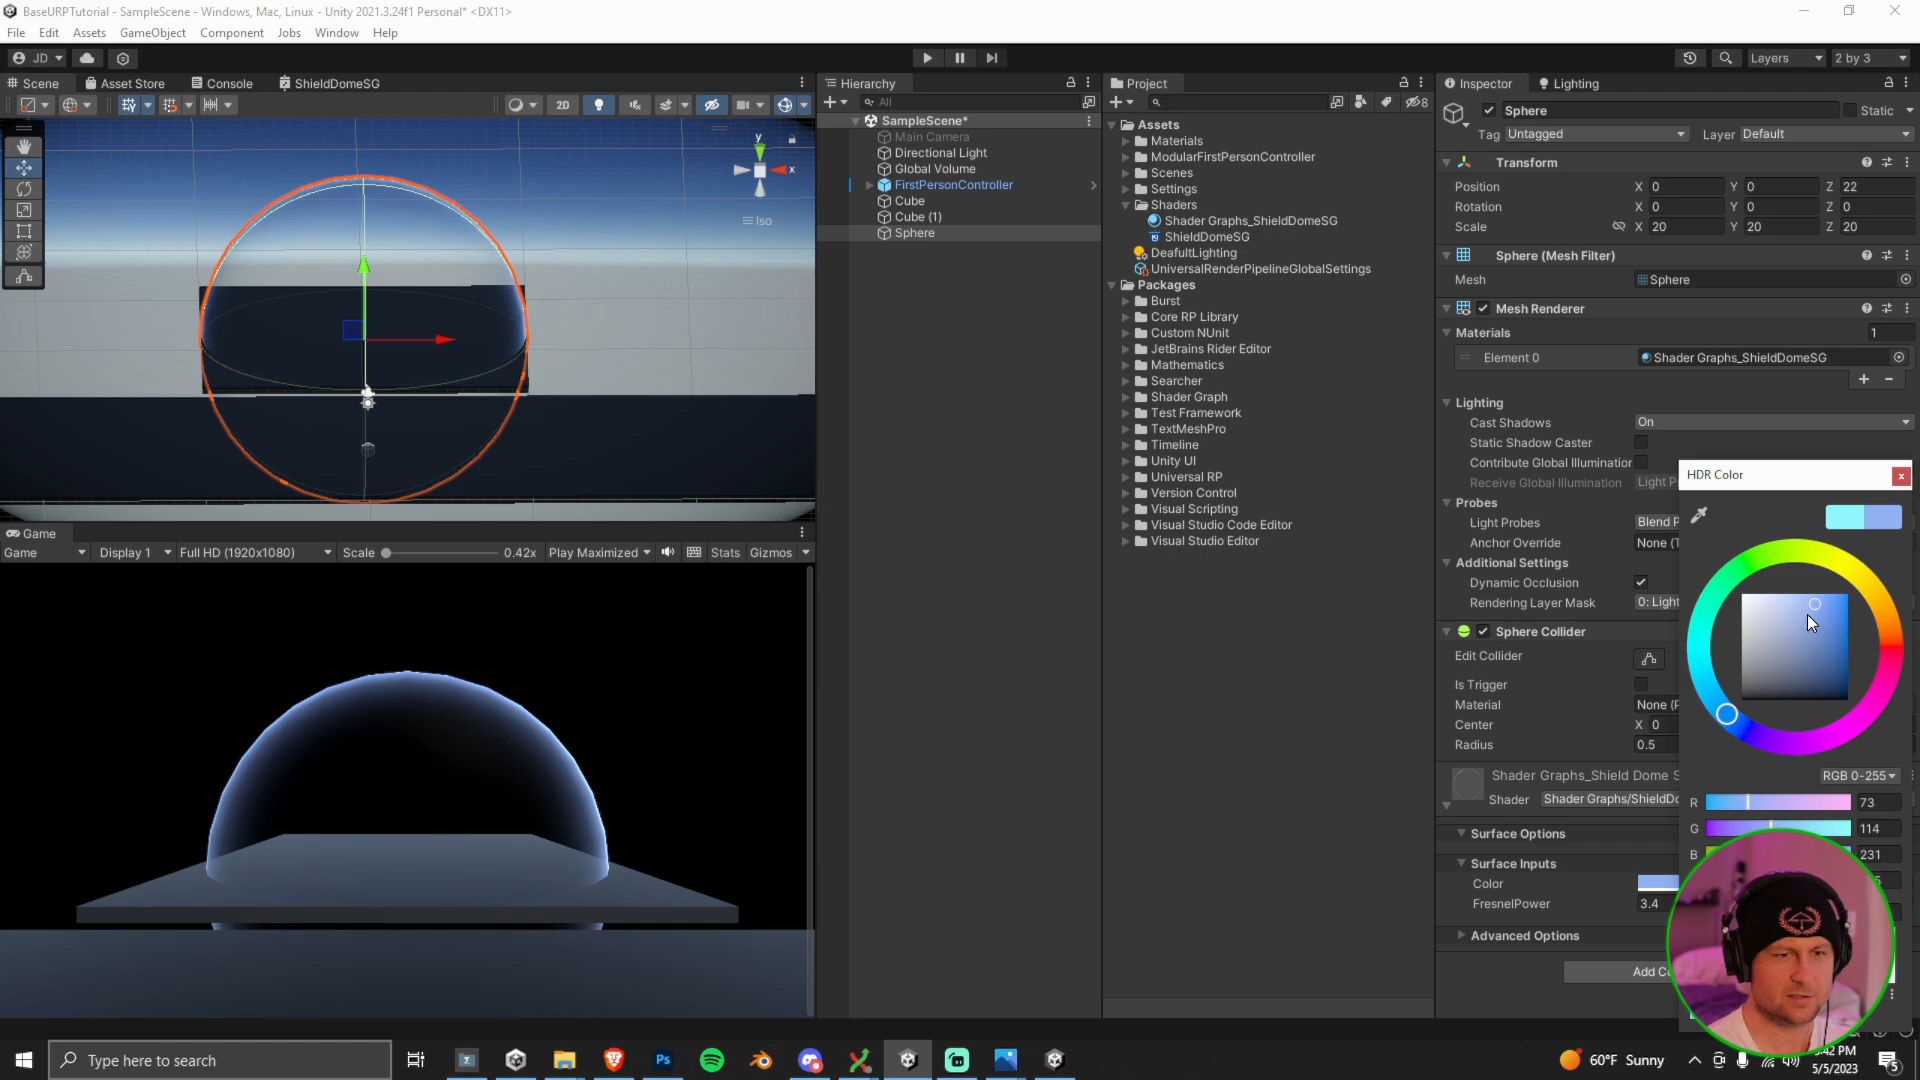 BaseURPTutorial - SampleScene - Windows, Mac, Linux - Unity 2021.3.24f1 Personal* <DX11>
File Edit Assets GameObject Component Jobs Window Help
JD Layers 2 by 3
Scene Asset Store Console ShieldDomeSG
2D
y
x
Iso
Game
Game Display 1 Full HD (1920x1080) Scale 0.42x Play Maximized Stats Gizmos
Hierarchy
All
SampleScene*
Main Camera
Directional Light
Global Volume
FirstPersonController
Cube
Cube (1)
Sphere
Project
8
Assets
Materials
ModularFirstPersonController
Scenes
Settings
Shaders
Shader Graphs_ShieldDomeSG
ShieldDomeSG
DeafultLighting
UniversalRenderPipelineGlobalSettings
Packages
Burst
Core RP Library
Custom NUnit
JetBrains Rider Editor
Mathematics
Searcher
Shader Graph
Test Framework
TextMeshPro
Timeline
Unity UI
Universal RP
Version Control
Visual Scripting
Visual Studio Code Editor
Visual Studio Editor
Inspector Lighting
Sphere Static
Tag Untagged Layer Default
Transform
Position X 0 Y 0 Z 22
Rotation X 0 Y 0 Z 0
Scale X 20 Y 20 Z 20
Sphere (Mesh Filter)
Mesh Sphere
Mesh Renderer
Materials 1
Element 0 Shader Graphs_ShieldDomeSG
Lighting
Cast Shadows On
Static Shadow Caster
Contribute Global Illumination
Receive Global Illumination Light P
Probes
Light Probes Blend P
Anchor Override None (T
Additional Settings
Dynamic Occlusion
Rendering Layer Mask 0: Light
Sphere Collider
Edit Collider
Is Trigger
Material None (P
Center X 0
Radius 0.5
Shader Graphs_Shield Dome S
Shader Shader Graphs/ShieldDo
Surface Options
Surface Inputs
Color
FresnelPower 3.4
Advanced Options
Add Co
HDR Color
RGB 0-255
R 73
G 114
B 231
Type here to search
Ps
60°F Sunny
:42 PM
5/5/2023
5